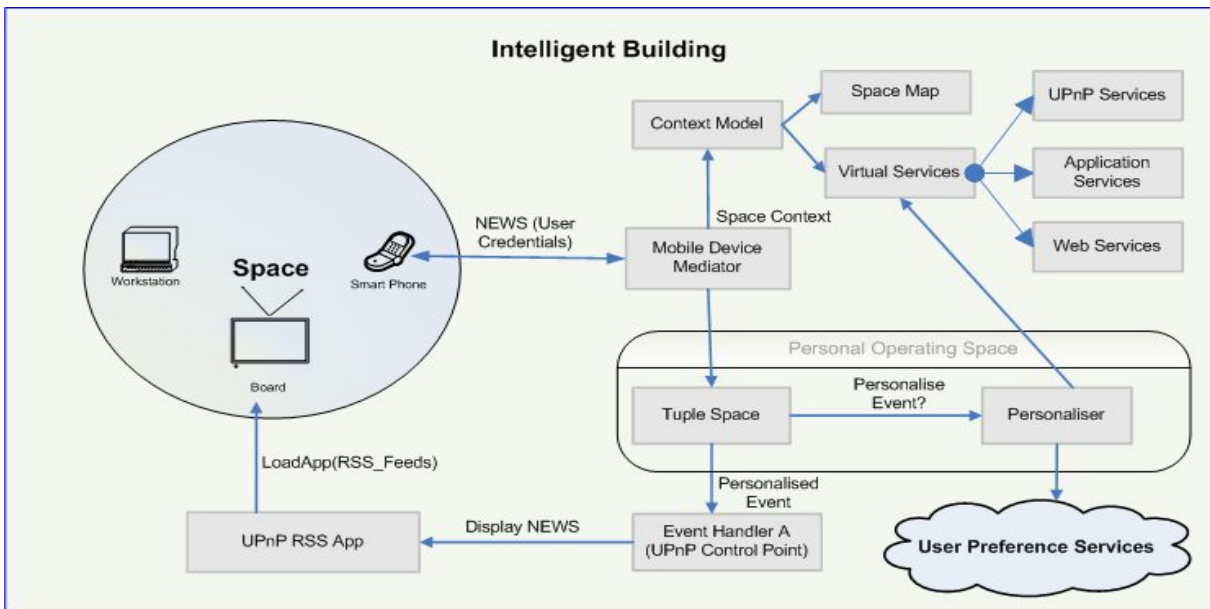 Intelligent Building
Space Map
UPnP Services
Context Model
Virtual Services
Application
Services
Space Context
Web Services
NEWS (User
Credentials)
Mobile Device
Mediator
Workstation
Space
Smart Phone
Board
Personal Operating Space
Tuple Space
Personalise
Event?
Personaliser
LoadApp(RSS_Feeds)
Personalised
Event
UPnP RSS App
Display NEWS
Event Handler A
(UPnP Control Point)
User Preference Services